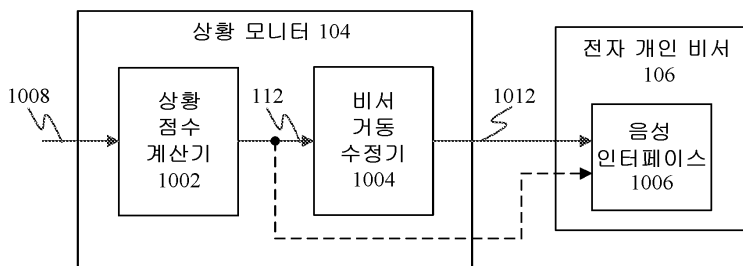 상황 모니터 104
전자 개인 비서
106
1008
상황
점수
계산기
1002
112
비서
거동
수정기
1004
1012
음성
인터페이스
1006